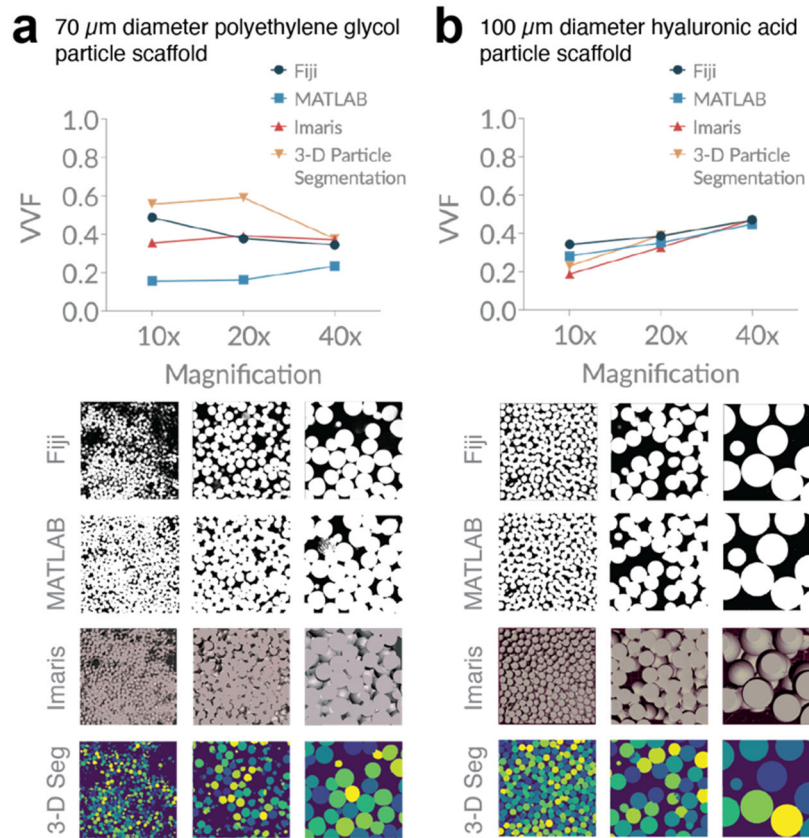 a 70 µm diameter polyethylene glycol
particle scaffold
Fiji
MATLAB
Imaris
3-D Particle
Segmentation
1.0
0.8
0.6
0.4
0.2
0.0
VVF
10x 20x 40x
Magnification
Fiji
MATLAB
Imaris
3-D Seg
b 100 µm diameter hyaluronic acid
particle scaffold
Fiji
MATLAB
Imaris
3-D Particle
Segmentation
1.0
0.8
0.6
0.4
0.2
0.0
VVF
10x 20x 40x
Magnification
Fiji
MATLAB
Imaris
3-D Seg